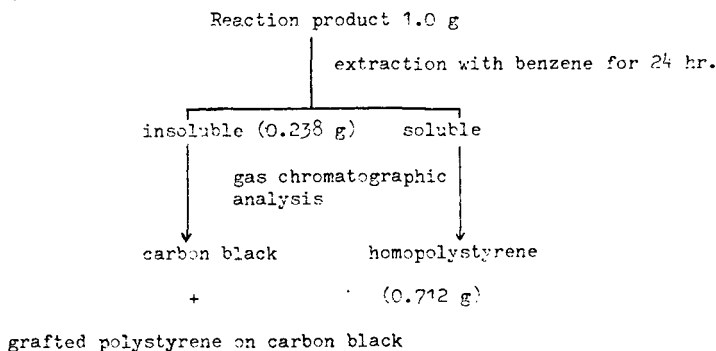 Reaction product 1.0 g
extraction with benzene for 24 hr.
insoluble (0.238 g) soluble
gas chromatographic
analysis
carbon black homopolystyrene
+ (0.712 g)
grafted polystyrene on carbon black